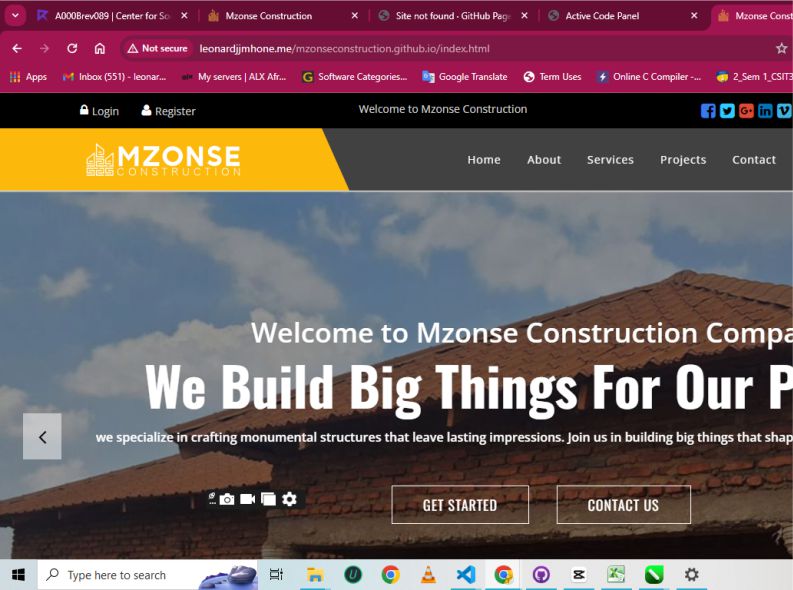 A000Brev089 | Center for So
Mzonse Construction
Site not found · GitHub Page
Active Code Panel
Mzonse Const
Not secure
leonardjjmhone.me/mzonseconstruction.github.io/index.html
Apps
Inbox (551) - leonar...
My servers | ALX Afr...
Software Categories...
Google Translate
Term Uses
Online C Compiler -...
2_Sem 1_CSIT3
Login
Register
Welcome to Mzonse Construction
MZONSE
CONSTRUCTION
Home
About
Services
Projects
Contact
Welcome to Mzonse Construction Compa
We Build Big Things For Our P
we specialize in crafting monumental structures that leave lasting impressions. Join us in building big things that shap
GET STARTED
CONTACT US
Type here to search